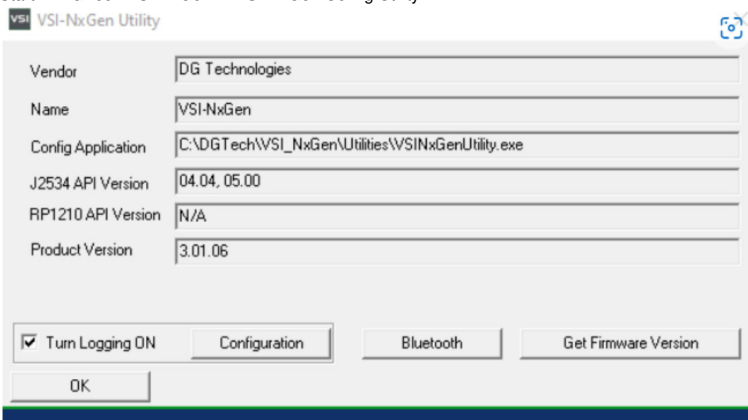 VSI VSI-NxGen Utility
Vendor DG Technologies
Name VSI-NxGen
Config Application C:\DGTech\VSI_NxGen\Utilities\VSINxGenUtility.exe
J2534 API Version 04.04, 05.00
RP1210 API Version N/A
Product Version 3.01.06
Turn Logging ON Configuration Bluetooth Get Firmware Version
OK